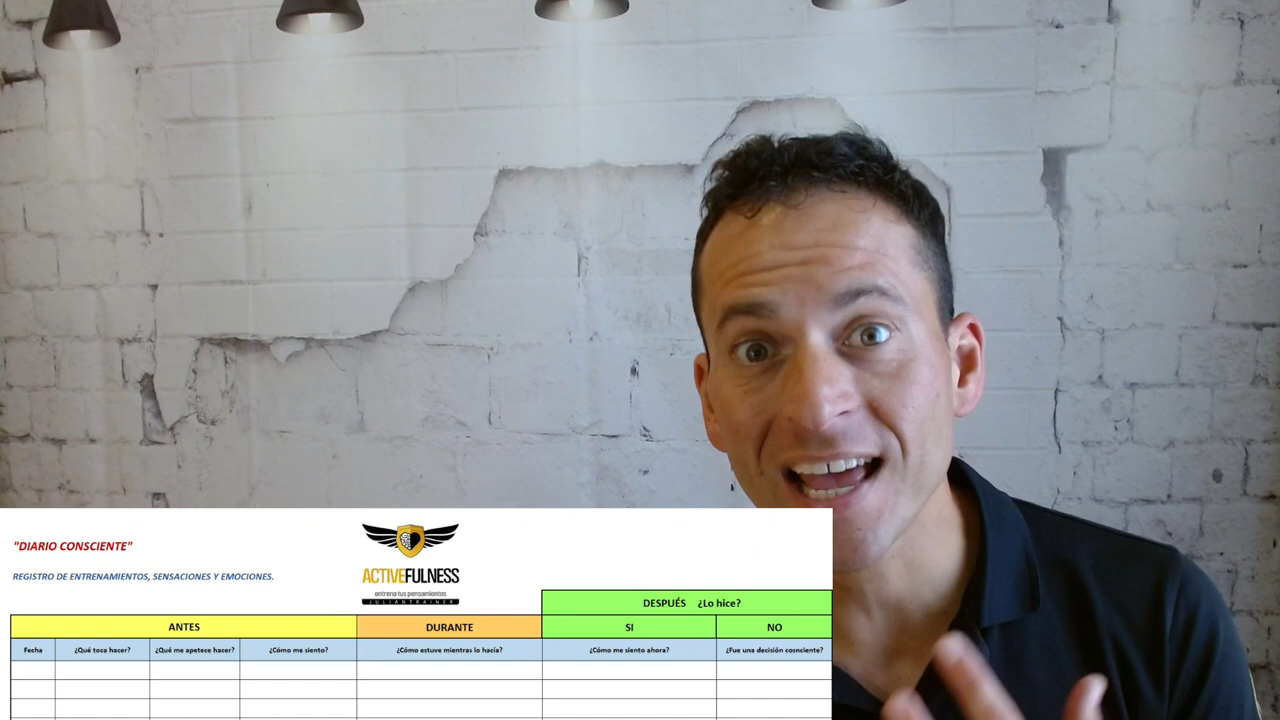 "DIARIO CONSCIENTE"
REGISTRO DE ENTRENAMIENTOS, SENSACIONES Y EMOCIONES.
ACTIVEFULNESS
entrena tus pensamientos
JULIANTRAINER
DESPUÉS ¿Lo hice?
ANTES DURANTE SI NO
Fecha ¿Qué toca hacer? ¿Qué me apetece hacer? ¿Cómo me siento? ¿Cómo estuve mientras lo hacía? ¿Cómo me siento ahora? ¿Fue una decisión cosnciente?